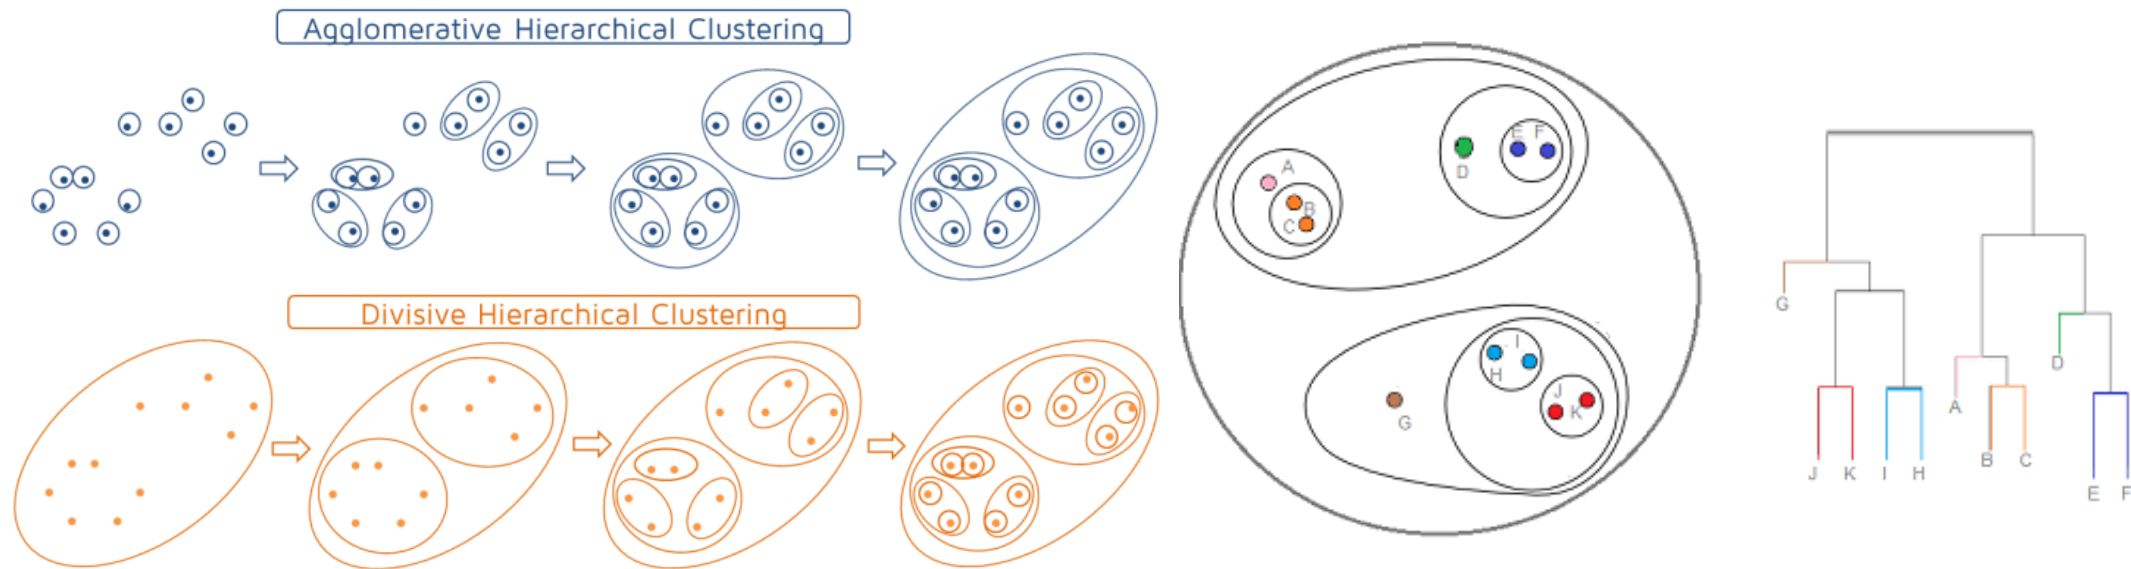 Agglomerative Hierarchical Clustering
Divisive Hierarchical Clustering
A
B
C
D
E F
G
H
I
J
K
G
J K I H
A
B C
D
E F